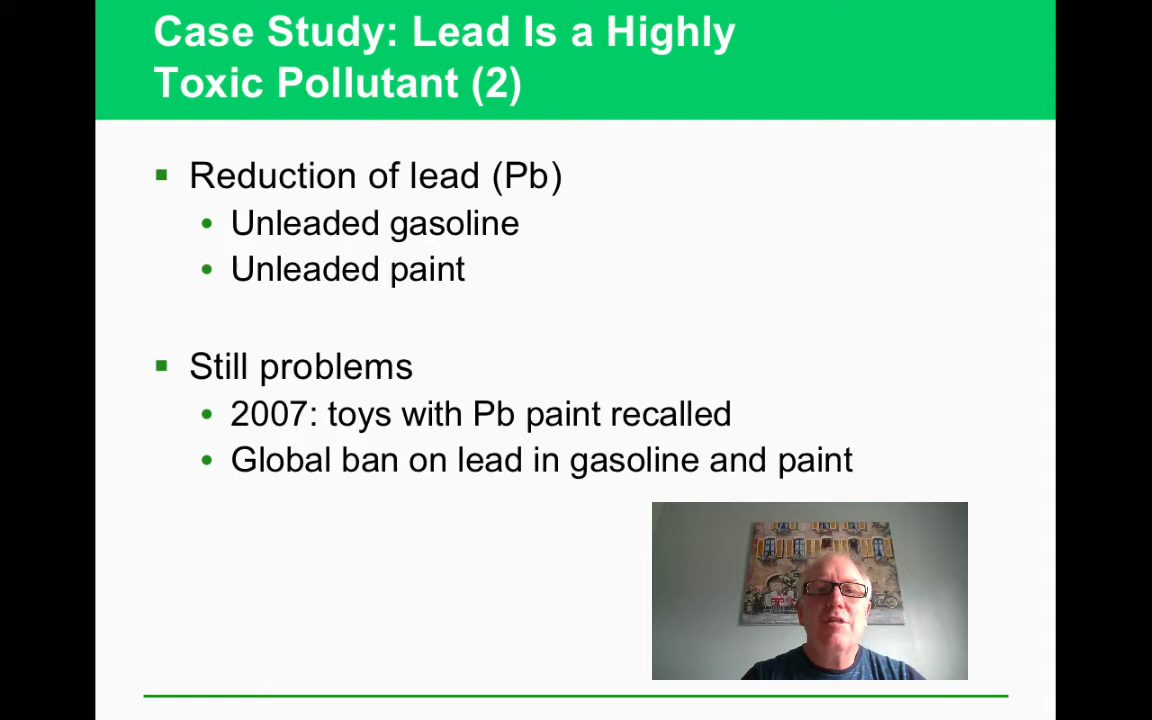 Case Study: Lead Is a Highly
Toxic Pollutant (2)
Reduction of lead (Pb)
Unleaded gasoline
Unleaded paint
Still problems
2007: toys with Pb paint recalled
Global ban on lead in gasoline and paint